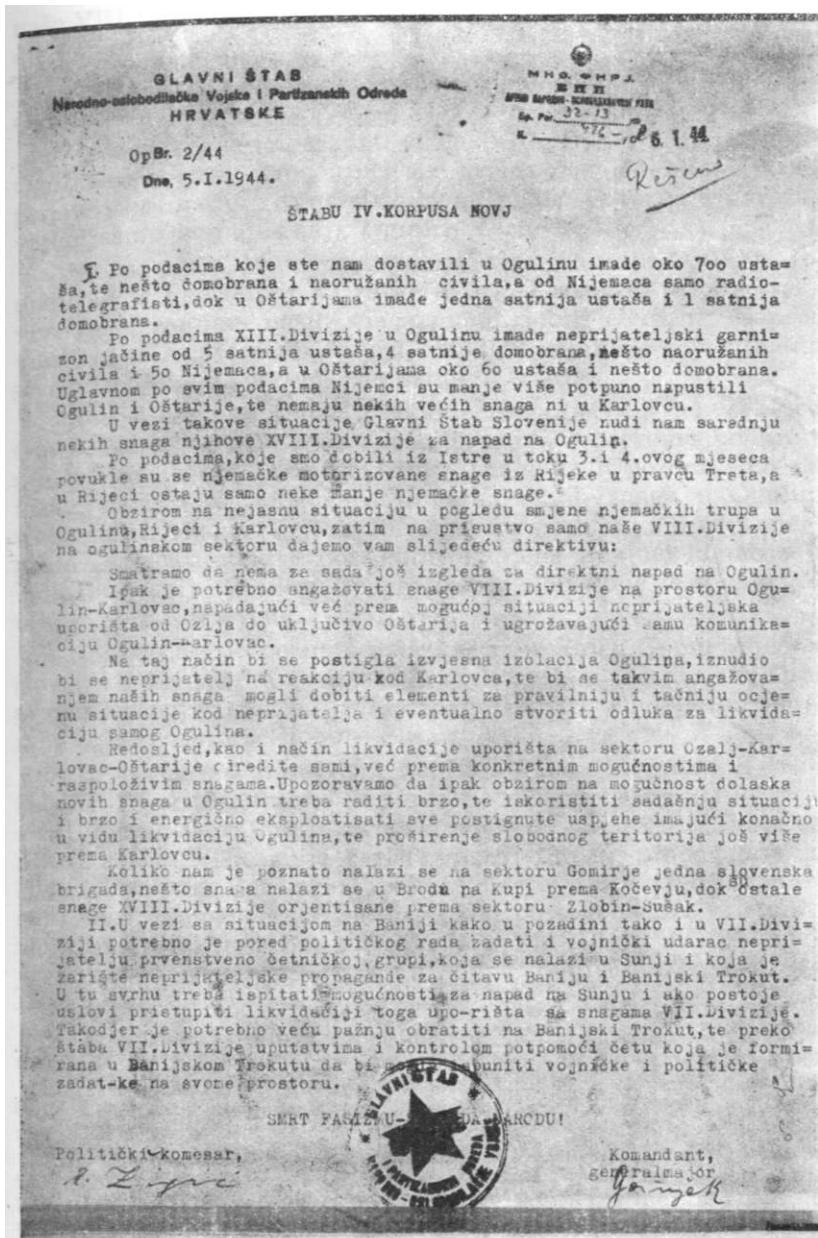 GLAVNI ŠTAB
Narodno-oslobodilačke Vojske i Partizanskih Odreda
HRVATSKE
Op Br. 2/44
Dne, 5.I.1944.
32-13
6. 1. 44
Rešeno
ŠTABU IV.KORPUSA NOVJ
I. Po podacima koje ste nam dostavili u Ogulinu imade oko 7oo usta=
ša,te nešto domobrana i naoružanih civila,a od Nijemaca samo radio-
telegrafisti,dok u Oštarijama imade jedna satnija ustaša i 1 satnija
domobrana.
Po podacima XIII.Divizije u Ogulinu imade neprijateljski garni=
zon jačine od 5 satnija ustaša,4 satnije domobrana,nešto naoružanih
civila i 5o Nijemaca,a u Oštarijama oko 6o ustaša i nešto domobrana.
Uglavnom po svim podacima Nijemci su manje više potpuno napustili
Ogulin i Oštarije,te nemaju nekih većih snaga ni u Karlovcu.
U vezi takove situacije Glavni Štab Slovenije nudi nam saradnju
nekih snaga njihove XVIII.Divizije za napad na Ogulin.
Po podacima,koje smo dobili iz Istre u toku 3.i 4.ovog mjeseca
povukle su se njemačke motorizovane snage iz Rijeke u pravcu Trsta,a
u Rijeci ostaju samo neke manje njemačke snage.
Obzirom na nejasnu situaciju u pogledu smjene njemačkih trupa u
Ogulinu,Rijeci i Karlovcu,zatim na prisustvo samo naše VIII.Divizije
na ogulinskom sektoru dajemo vam slijedeću direktivu:
Smatramo da nema za sada još izgleda za direktni napad na Ogulin.
Ipak je potrebno angažovati snage VIII.Divizije na prostoru Ogu=
lin-Karlovac,napadajući već prema mogućoj situaciji neprijateljska
uporišta od Ozlja do uključivo Oštarija i ugrožavajući samu komunika=
ciju Ogulin-Karlovac.
Na taj način bi se postigla izvjesna izolacija Ogulina,iznudio
bi se neprijatelj na reakciju kod Karlovca,te bi se takvim angažova=
njem naših snaga mogli dobiti elementi za pravilniju i tačniju ocje=
nu situacije kod neprijatelja i eventualno stvoriti odluka za likvida=
ciju samog Ogulina.
Redosljed,kao i način likvidacije uporišta na sektoru Ozalj-Kar=
lovac-Oštarije odredite sami,već prema konkretnim mogućnostima i
raspoloživim snagama.Upozoravamo da ipak obzirom na mogućnost dolaska
novih snaga u Ogulin treba raditi brzo,te iskoristiti sadašnju situaciju
i brzo i energično eksploatisati sve postignute uspjehe imajući konačno
u vidu likvidaciju Ogulina,te proširenje slobodnog teritorija još više
prema Karlovcu.
Koliko nam je poznato nalazi se na sektoru Gomirje jedna slovenska
brigada,nešto snaga nalazi se u Brodu na Kupi prema Kočevju,dok su ostale
snage XVIII.Divizije orjentisane prema sektoru Zlobin-Sušak.
II.U vezi sa situacijom na Baniji kako u pozadini tako i u VII.Divi=
ziji potrebno je pored političkog rada zadati i vojnički udarac nepri=
jatelju prvenstveno četničkoj grupi,koja se nalazi u Sunji i koja je
žarište neprijateljske propagande za čitavu Baniju i Banijski Trokut.
U tu svrhu treba ispitati mogućnosti za napad na Sunju i ako postoje
uslovi pristupiti likvidaciji toga upo-rišta sa snagama VII.Divizije.
Takodjer je potrebno veću pažnju obratiti na Banijski Trokut,te preko
štaba VII.Divizije uputstvima i kontrolom potpomoći četu koja je formi=
rana u Banijskom Trokutu da bi
vojničke i političke
zadat-ke na svome prostoru.
SMRT FAŠIZMU- NARODU!
GLAVNI ŠTAB
I PARTIZANSKIH ODREDA
Politički komesar,
Komandant,
generalmajor
Gošnjak